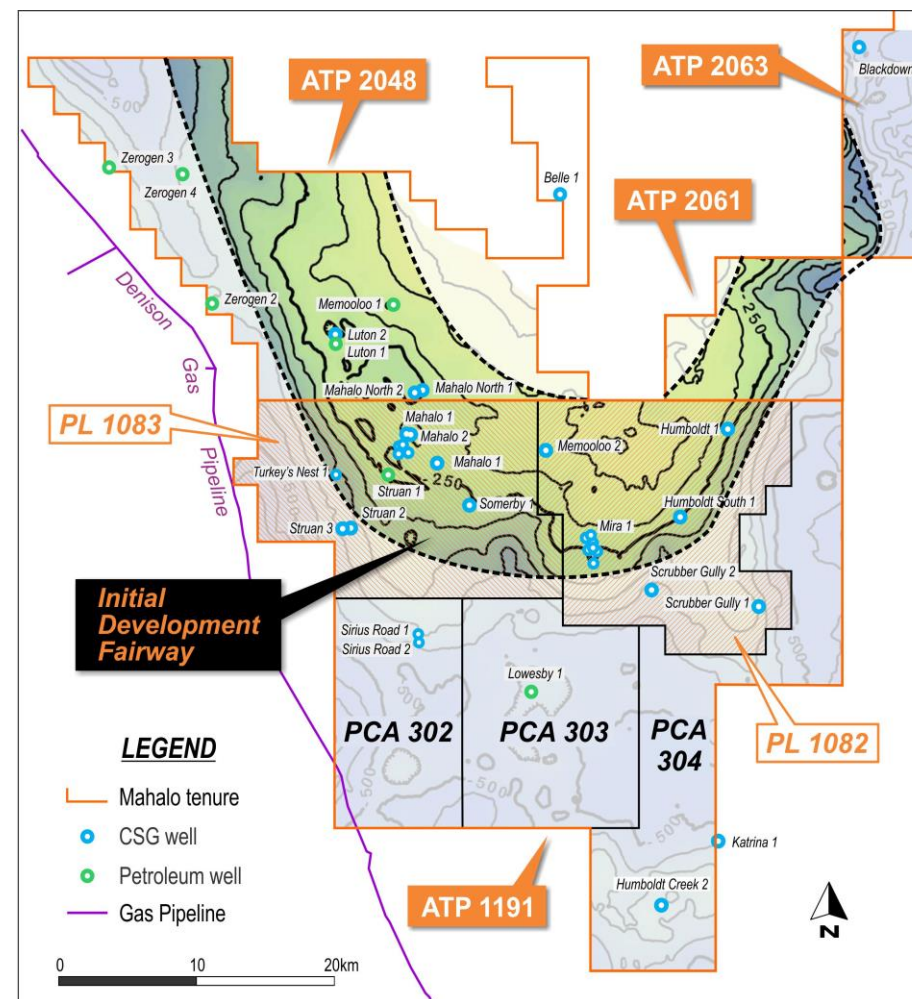 ATP 2048
ATP 2063
Blackdown
-500
Zerogen 3
Zerogen 4
Belle 1
ATP 2061
-500
Denison
Gas
Pipeline
Zerogen 2
Memooloo 1
Luton 2
Luton 1
-250
Mahalo North 2
Mahalo North 1
PL 1083
Mahalo 1
Mahalo 2
Mahalo 1
Memooloo 2
Humboldt 1
Turkey's Nest 1
Struan 1
-250
Somerby 1
Humboldt South 1
Struan 2
Struan 3
Mira 1
Initial
Development
Fairway
Scrubber Gully 2
Scrubber Gully 1
Sirius Road 1
Sirius Road 2
Lowesby 1
PCA 302
PCA 303
PCA
304
PL 1082
-500
-500
LEGEND
Mahalo tenure
CSG well
Petroleum well
Gas Pipeline
Katrina 1
ATP 1191
Humboldt Creek 2
-500
N
0
10
20km